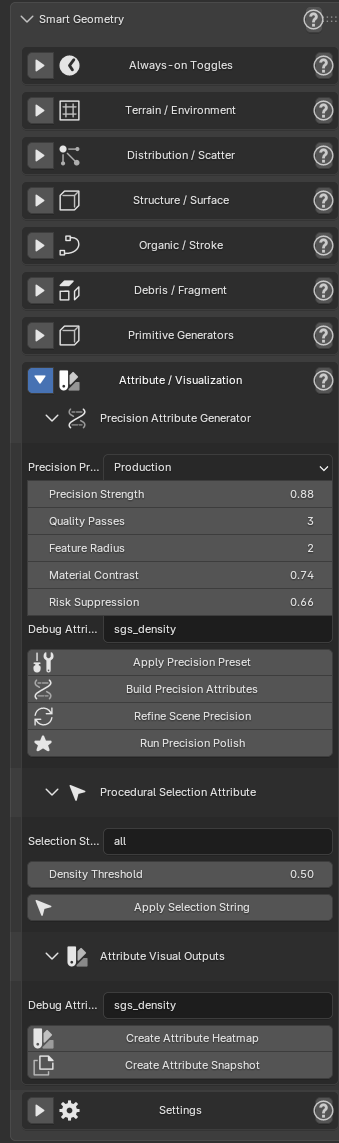 Smart Geometry
Always-on Toggles
Terrain / Environment
Distribution / Scatter
Structure / Surface
Organic / Stroke
Debris / Fragment
Primitive Generators
Attribute / Visualization
Precision Attribute Generator
Precision Pr... Production
Precision Strength 0.88
Quality Passes 3
Feature Radius 2
Material Contrast 0.74
Risk Suppression 0.66
Debug Attri... sgs_density
Apply Precision Preset
Build Precision Attributes
Refine Scene Precision
Run Precision Polish
Procedural Selection Attribute
Selection St... all
Density Threshold 0.50
Apply Selection String
Attribute Visual Outputs
Debug Attri... sgs_density
Create Attribute Heatmap
Create Attribute Snapshot
Settings